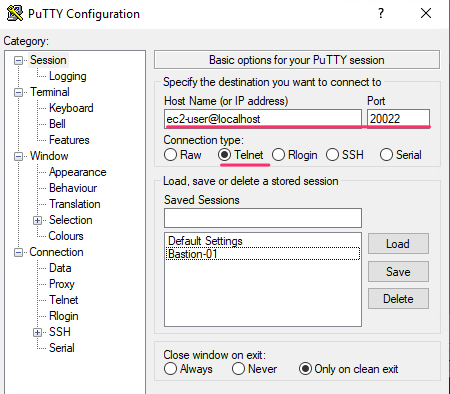 PuTTY Configuration ? ×
Category:
Session
Logging
Terminal
Keyboard
Bell
Features
Window
Appearance
Behaviour
Translation
Selection
Colours
Connection
Data
Proxy
Telnet
Rlogin
SSH
Serial
Basic options for your PuTTY session
Specify the destination you want to connect to
Host Name (or IP address) Port
ec2-user@localhost 20022
Connection type:
Raw Telnet Rlogin SSH Serial
Load, save or delete a stored session
Saved Sessions
Default Settings
Bastion-01
Load
Save
Delete
Close window on exit:
Always Never Only on clean exit